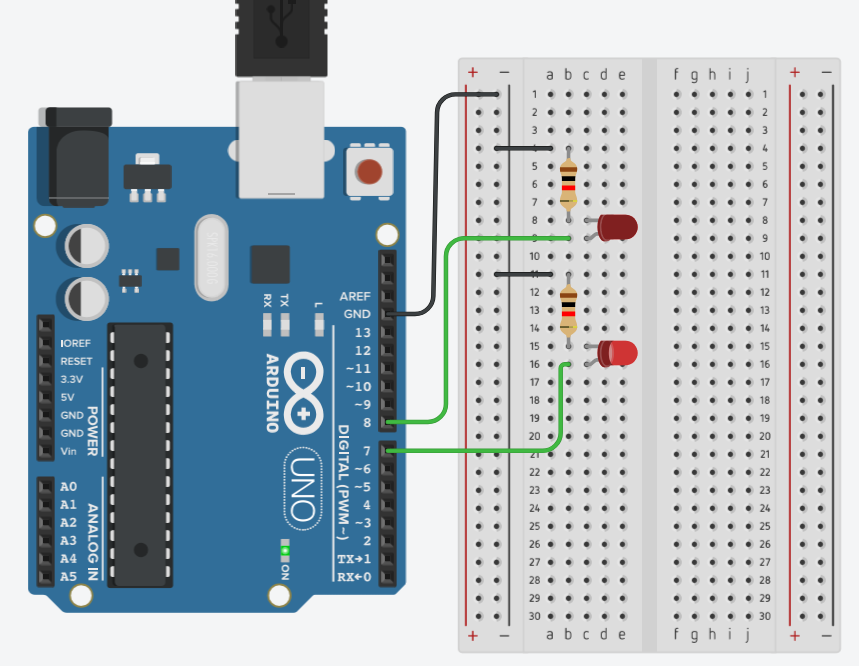 + − a b c d e f g h i j + −
1 1
2 2
3 3
4 4
5 5
6 6
7 7
8 8
9 9
10 10
11 11
12 12
13 13
14 14
15 15
16 16
17 17
18 18
19 19
20 20
21 21
22 22
23 23
24 24
25 25
26 26
27 27
28 28
29 29
30 30
+ − a b c d e f g h i j + −
RX
TX
L
ARDUINO
UNO
ON
AREF
GND
13
12
~11
~10
~9
8
7
~6
~5
4
~3
2
TX→1
RX←0
DIGITAL (PWM~)
IOREF
RESET
3.3V
5V
GND
GND
Vin
POWER
A0
A1
A2
A3
A4
A5
ANALOG IN